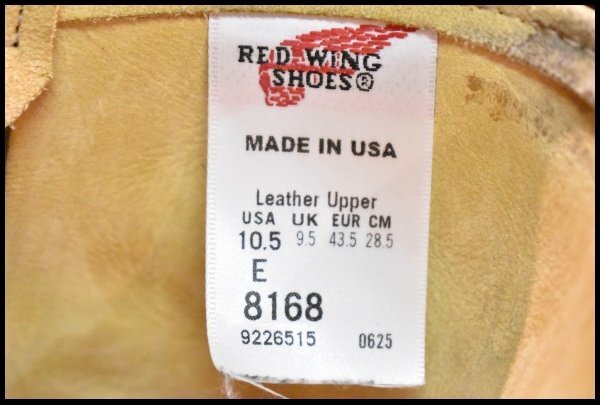 RED WING
SHOES®
MADE IN USA
Leather Upper
USA UK EUR CM
10.5 9.5 43.5 28.5
E
8168
9226515 0625